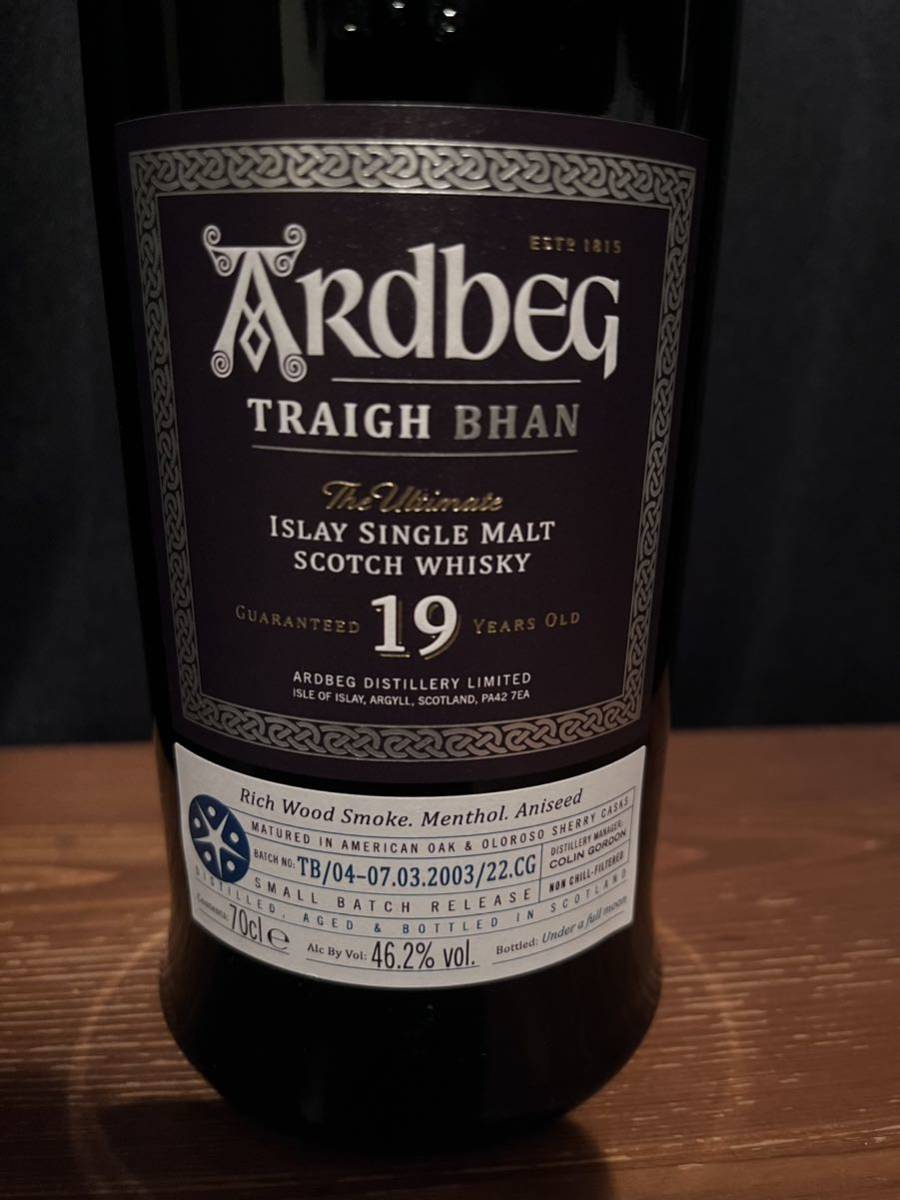 ESTD 1815
ARDBEG
TRAIGH BHAN
The Ultimate
ISLAY SINGLE MALT
SCOTCH WHISKY
GUARANTEED 19 YEARS OLD
ARDBEG DISTILLERY LIMITED
ISLE OF ISLAY, ARGYLL, SCOTLAND, PA42 7EA
Rich Wood Smoke. Menthol. Aniseed
MATURED IN AMERICAN OAK & OLOROSO SHERRY CASKS
BATCH NO: TB/04-07.03.2003/22.CG
DISTILLERY MANAGER:
COLIN GORDON
SMALL BATCH RELEASE
NON CHILL-FILTERED
DISTILLED, AGED & BOTTLED IN SCOTLAND
Contents: 70cl e
Alc By Vol: 46.2% vol.
Bottled: Under a full moon